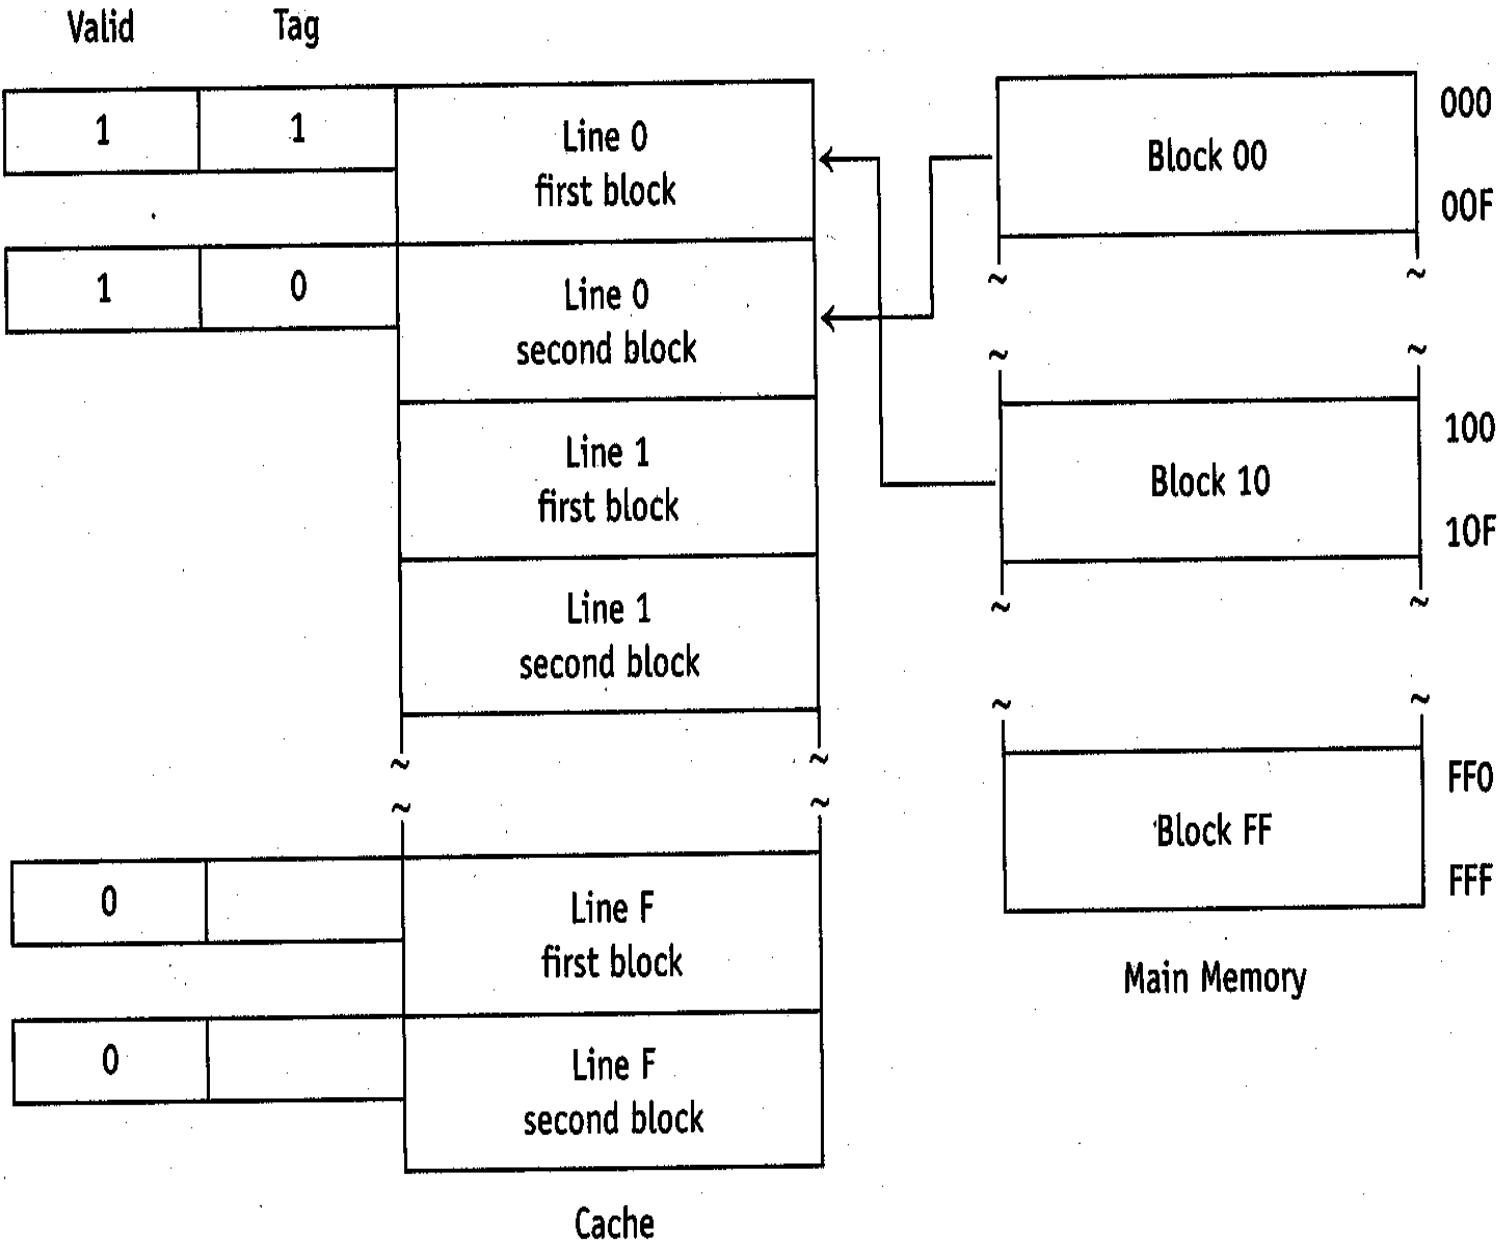 Valid
Tag
1
1
Line 0
first block
1
0
Line 0
second block
Line 1
first block
Line 1
second block
0
Line F
first block
0
Line F
second block
Cache
Block 00
000
00F
Block 10
100
10F
Block FF
FF0
FFF
Main Memory